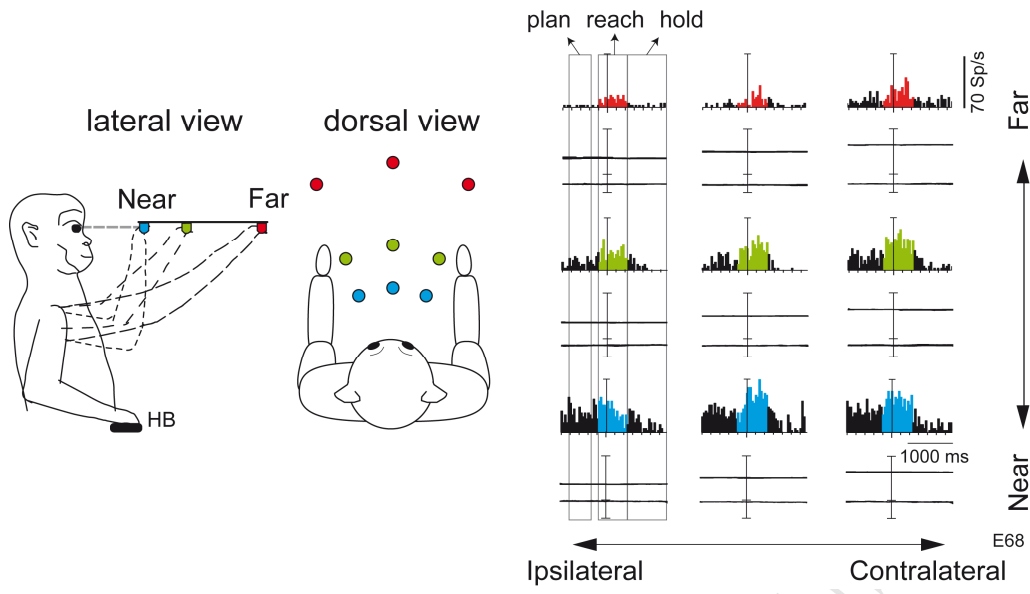 plan reach hold
70 Sp/s
Far
lateral view
dorsal view
Near
Far
HB
1000 ms
Near
E68
Ipsilateral
Contralateral